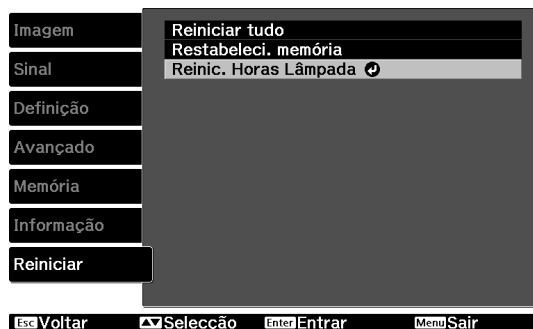 Imagem
Sinal
Definição
Avançado
Memória
Informação
Reiniciar
Reiniciar tudo
Restabeleci. memória
Reinic. Horas Lâmpada
Esc Voltar Selecção Enter Entrar Menu Sair